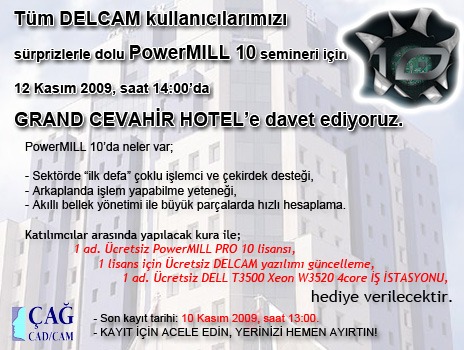 Tüm DELCAM kullanıcılarımızı
sürprizlerle dolu PowerMILL 10 semineri için
12 Kasım 2009, saat 14:00'da
GRAND CEVAHİR HOTEL'e davet ediyoruz.
PowerMILL 10'da neler var;
- Sektörde “ilk defa” çoklu işlemci ve çekirdek desteği,
- Arkaplanda işlem yapabilme yeteneği,
- Akıllı bellek yönetimi ile büyük parçalarda hızlı hesaplama.
Katılımcılar arasında yapılacak kura ile;
1 ad. Ücretsiz PowerMILL PRO 10 lisansı,
1 lisans için Ücretsiz DELCAM yazılımı güncelleme,
1 ad. Ücretsiz DELL T3500 Xeon W3520 4core İŞ İSTASYONU,
hediye verilecektir.
ÇAĞ
CAD/CAM
- Son kayıt tarihi: 10 Kasım 2009, saat 13:00.
- KAYIT İÇİN ACELE EDİN, YERİNİZİ HEMEN AYIRTIN!
10